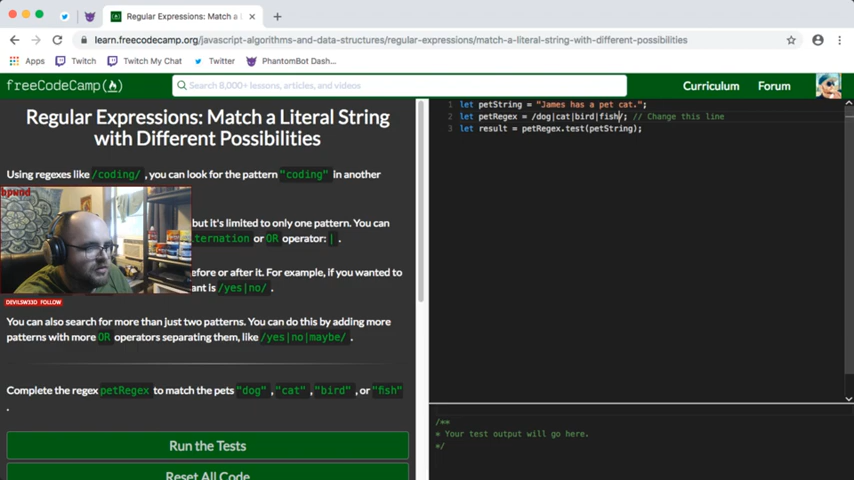 Regular Expressions: Match a L
learn.freecodecamp.org/javascript-algorithms-and-data-structures/regular-expressions/match-a-literal-string-with-different-possibilities
Apps Twitch Twitch My Chat Twitter PhantomBot Dash...
freeCodeCamp
Search 8,000+ lessons, articles, and videos
Curriculum Forum
Regular Expressions: Match a Literal String
with Different Possibilities
Using regexes like /coding/ , you can look for the pattern "coding" in another
but it's limited to only one pattern. You can
lternation or OR operator: | .
efore or after it. For example, if you wanted to
ant is /yes|no/ .
DEVILSW33D FOLLOW
You can also search for more than just two patterns. You can do this by adding more
patterns with more OR operators separating them, like /yes|no|maybe/ .
Complete the regex petRegex to match the pets "dog" , "cat" , "bird" , or "fish"
.
Run the Tests
Reset All Code
1 let petString = "James has a pet cat.";
2 let petRegex = /dog|cat|bird|fish/; // Change this line
3 let result = petRegex.test(petString);
/**
* Your test output will go here.
*/